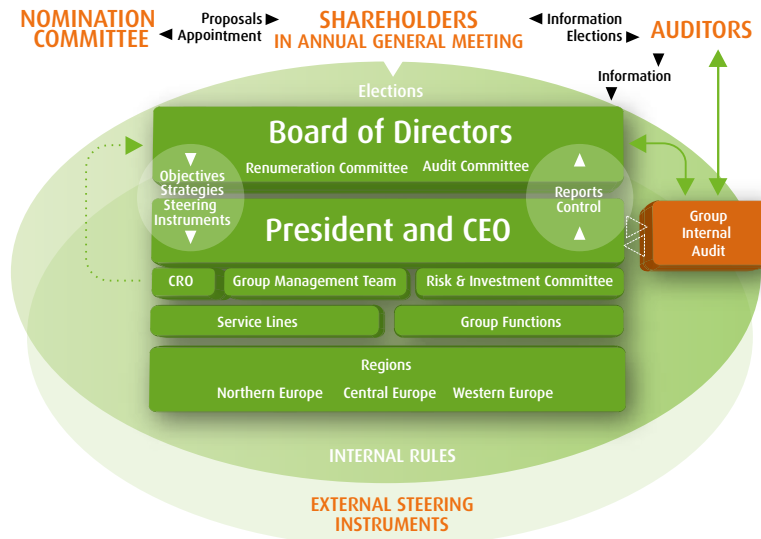 NOMINATION
COMMITTEE
Proposals
Appointment
SHAREHOLDERS
IN ANNUAL GENERAL MEETING
Information
Elections
AUDITORS
Information
Elections
Board of Directors
Renumeration Committee
Audit Committee
Objectives
Strategies
Steering
Instruments
Reports
Control
President and CEO
Group
Internal
Audit
CRO
Group Management Team
Risk & Investment Committee
Service Lines
Group Functions
Regions
Northern Europe
Central Europe
Western Europe
INTERNAL RULES
EXTERNAL STEERING
INSTRUMENTS